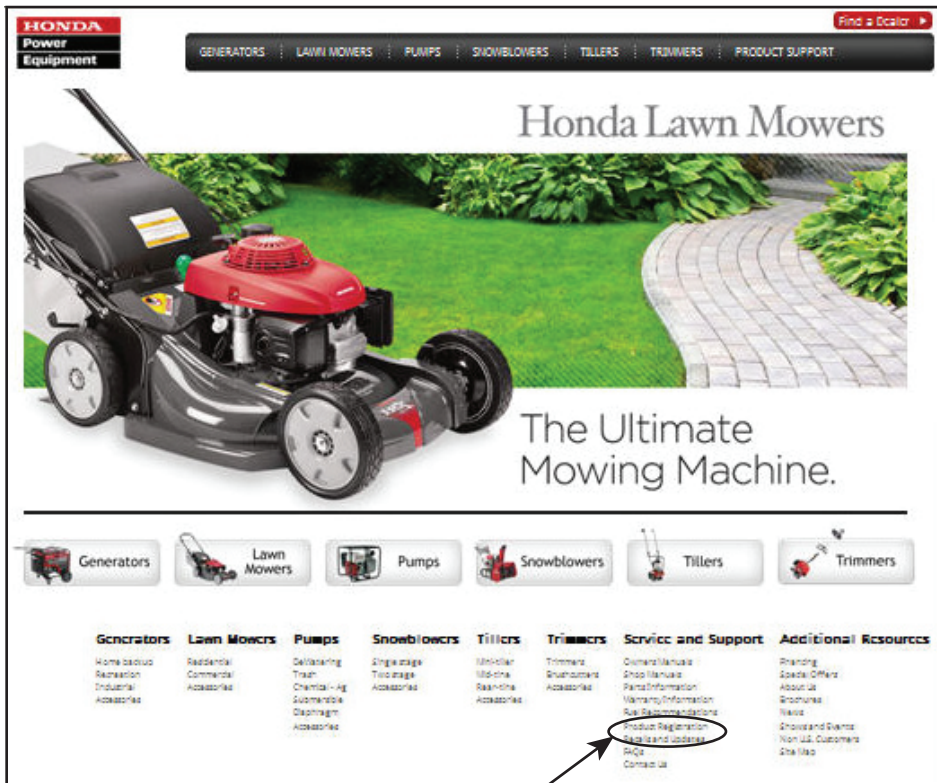 HONDA
Power
Equipment
Find a Dealer
GENERATORS LAWN MOWERS PUMPS SNOWBLOWERS TILLERS TRIMMERS PRODUCT SUPPORT
Honda Lawn Mowers
The Ultimate
Mowing Machine.
Generators
Lawn
Mowers
Pumps
Snowblowers
Tillers
Trimmers
Generators
Home backup
Recreation
Industrial
Accessories
Lawn Mowers
Residential
Commercial
Accessories
Pumps
DeWatering
Trash
Chemical - Ag
Submersible
Diaphragm
Accessories
Snowblowers
Single stage
Two stage
Accessories
Tillers
Mini-tiller
Mid-tine
Rear-tine
Accessories
Trimmers
Trimmers
Brushcutters
Accessories
Service and Support
Owners Manuals
Shop Manuals
Parts Information
Warranty Information
Fuel Recommendations
Product Registration
Recalls and Updates
FAQs
Contact Us
Additional Resources
Financing
Special Offers
About Us
Brochures
News
Shows and Events
Non U.S. Customers
Site Map